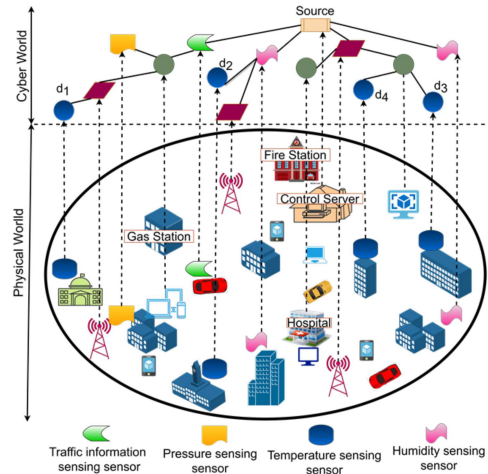 Source
Cyber World
d2
d1
d4
d3
Physical Worlld
Fire Station
Control Server
Gas Station
Hospital
Traffic information
sensing sensor
Pressure sensing
sensor
Temperature sensing
sensor
Humidity sensing
sensor